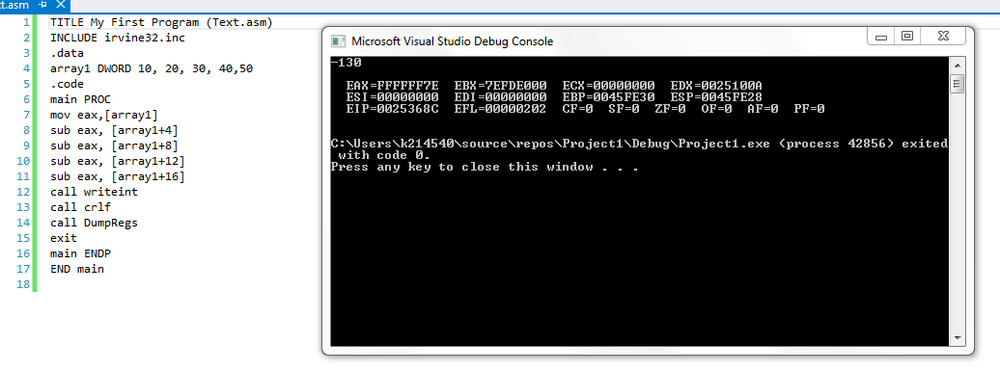 t.asm
1 TITLE My First Program (Text.asm)
2 INCLUDE irvine32.inc
3 .data
4 array1 DWORD 10, 20, 30, 40,50
5 .code
6 main PROC
7 mov eax,[array1]
8 sub eax, [array1+4]
9 sub eax, [array1+8]
10 sub eax, [array1+12]
11 sub eax, [array1+16]
12 call writeint
13 call crlf
14 call DumpRegs
15 exit
16 main ENDP
17 END main
18
Microsoft Visual Studio Debug Console
-130
EAX=FFFFFF7E EBX=7EFDE000 ECX=00000000 EDX=0025100A
ESI=00000000 EDI=00000000 EBP=0045FE30 ESP=0045FE28
EIP=0025368C EFL=00000202 CF=0 SF=0 ZF=0 OF=0 AF=0 PF=0
C:\Users\k214540\source\repos\Project1\Debug\Project1.exe (process 42856) exited
with code 0.
Press any key to close this window . . .